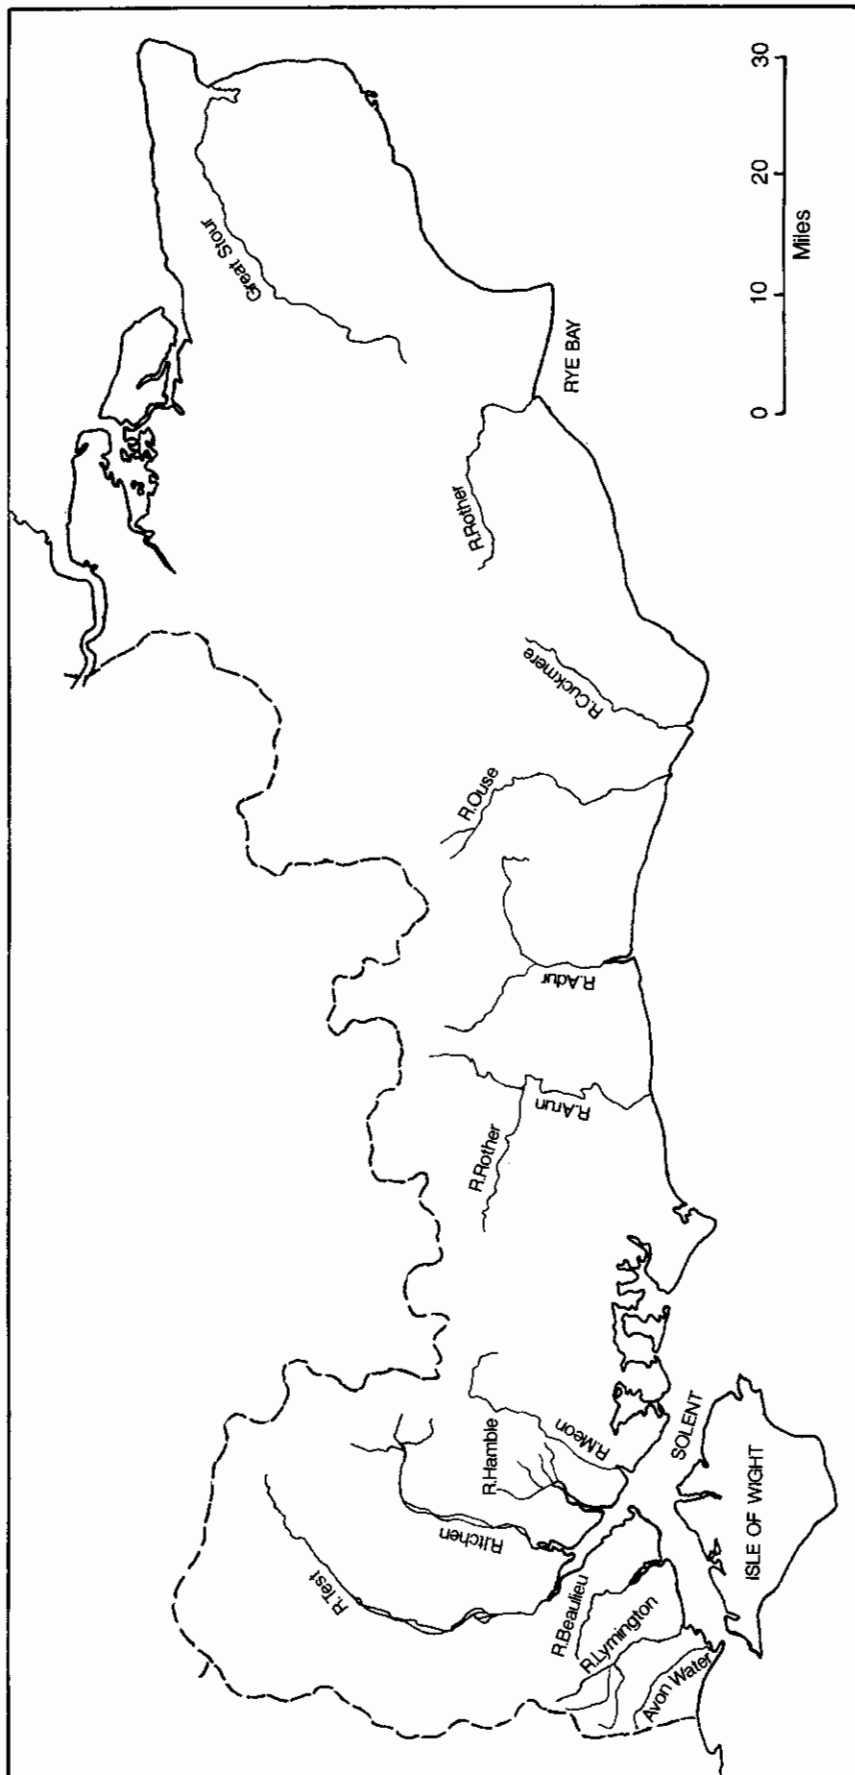 Great Stour
RYE BAY
R.Rother
R.Cuckmere
R.Ouse
R.Adur
R.Arun
R.Rother
R.Meon
R.Hamble
R.Itchen
R.Test
R.Beaulieu
R.Lymington
Avon Water
SOLENT
ISLE OF WIGHT
0 10 20 30
Miles